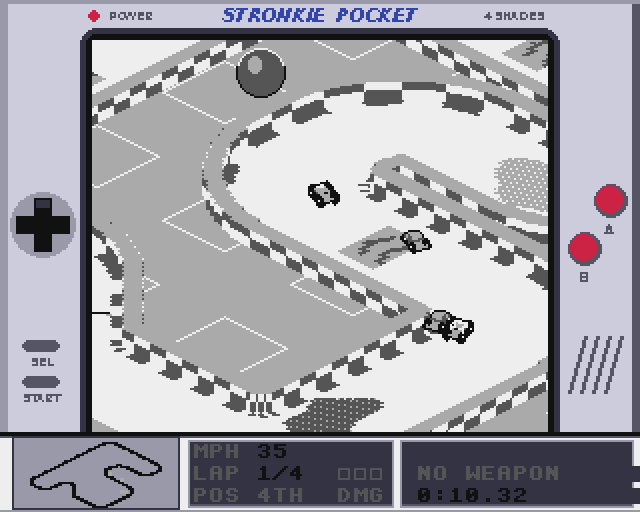 POWER
STRONKIE POCKET
4 SHADES
A
B
SEL
START
MPH 35
LAP 1/4
POS 4TH DMG
NO WEAPON
0:10.32